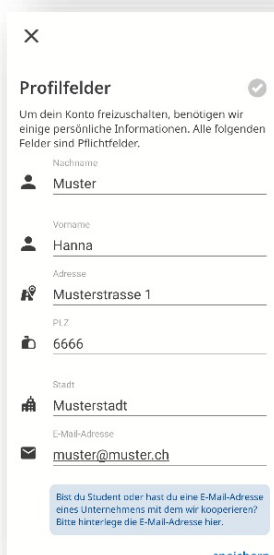 Profilfelder
Um dein Konto freizuschalten, benötigen wir
einige persönliche Informationen. Alle folgenden
Felder sind Pflichtfelder.
Nachname
Muster
Vorname
Hanna
Adresse
Musterstrasse 1
PLZ
6666
Stadt
Musterstadt
E-Mail-Adresse
muster@muster.ch
Bist du Student oder hast du eine E-Mail-Adresse
eines Unternehmens mit dem wir kooperieren?
Bitte hinterlege die E-Mail-Adresse hier.
speichern